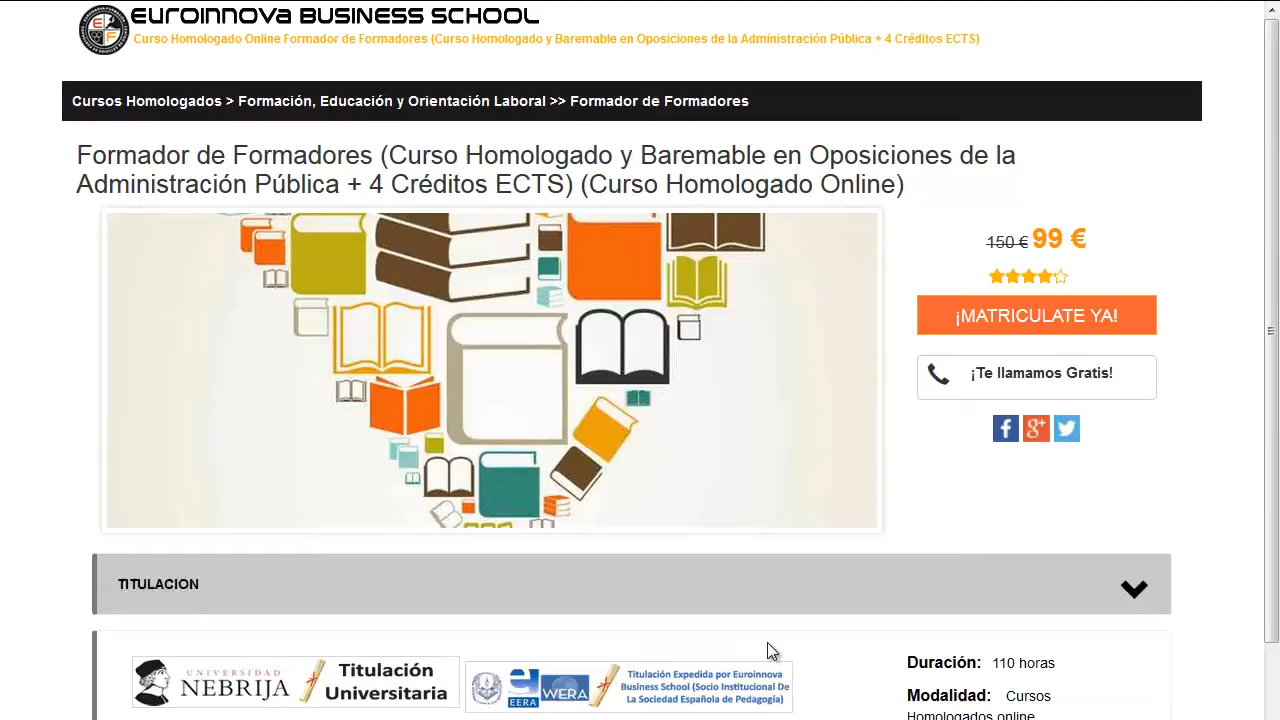 Euroinnova BUSINESS SCHOOL
Curso Homologado Online Formador de Formadores (Curso Homologado y Baremable en Oposiciones de la Administración Pública + 4 Créditos ECTS)
Cursos Homologados > Formación, Educación y Orientación Laboral >> Formador de Formadores
Formador de Formadores (Curso Homologado y Baremable en Oposiciones de la
Administración Pública + 4 Créditos ECTS) (Curso Homologado Online)
150 € 99 €
¡MATRICULATE YA!
¡Te llamamos Gratis!
TITULACION
UNIVERSIDAD
NEBRIJA
Titulación
Universitaria
EERA
WERA
Titulación Expedida por Euroinnova
Business School (Socio Institucional De
La Sociedad Española de Pedagogía)
Duración: 110 horas
Modalidad: Cursos
Homologados online